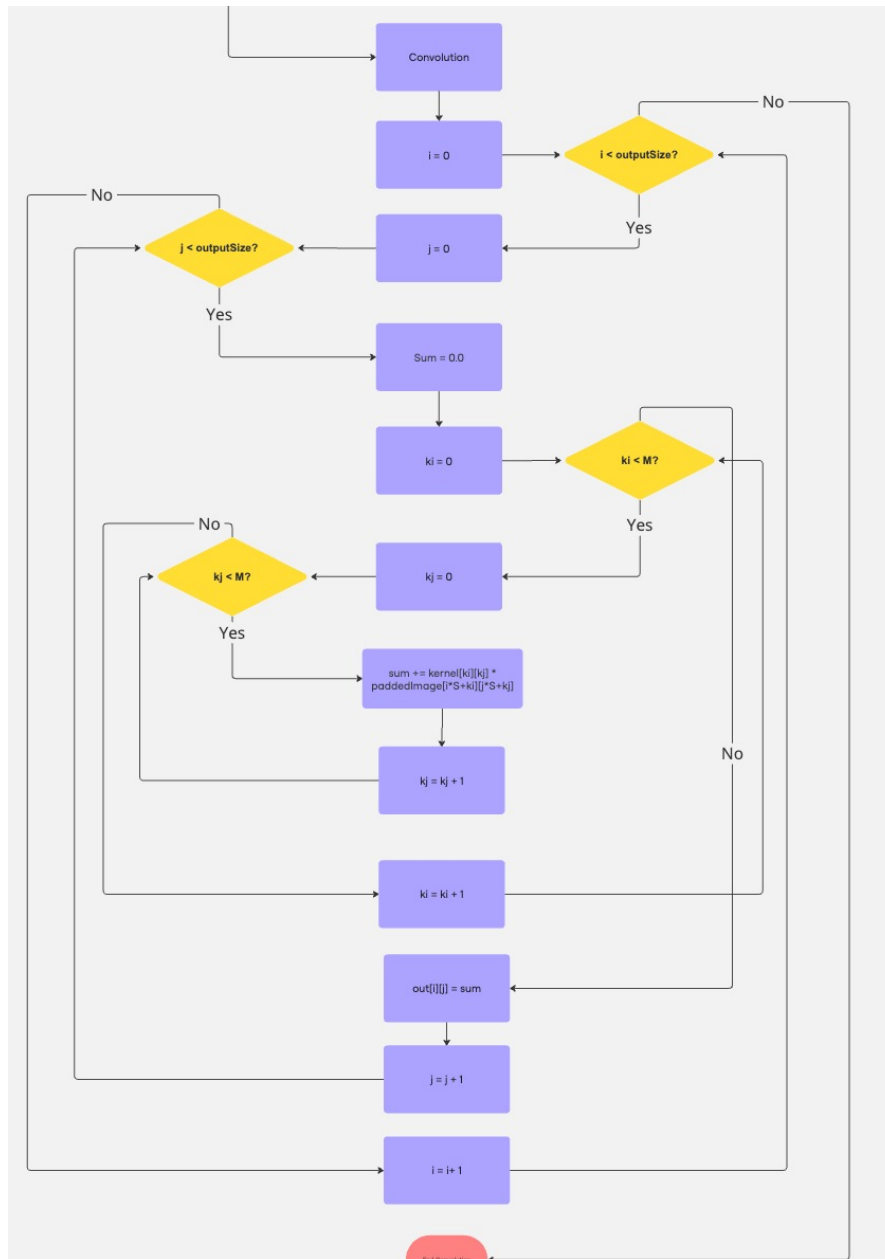 Convolution
No
i = 0
i < outputSize?
No
Yes
j < outputSize?
j = 0
Yes
Sum = 0.0
ki = 0
ki < M?
No
Yes
kj < M?
kj = 0
Yes
sum += kernel[ki][kj] *
paddedImage[i*S+ki][j*S+kj]
No
kj = kj + 1
ki = ki + 1
out[i][j] = sum
j = j + 1
i = i+ 1